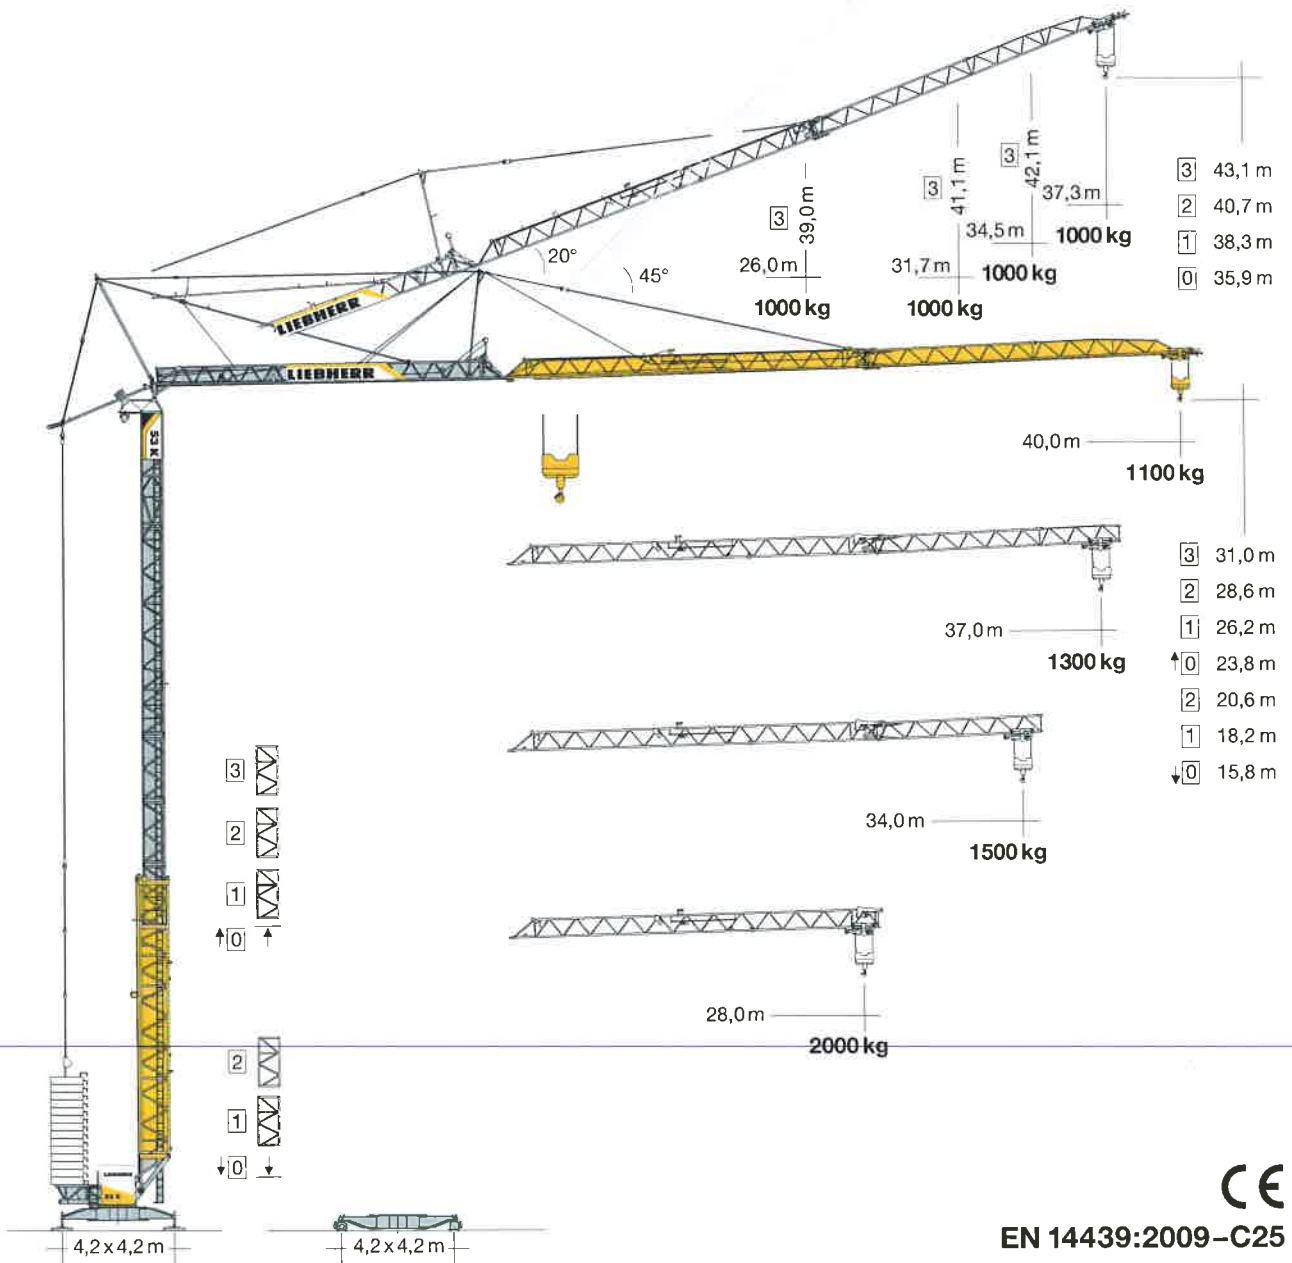 3 43,1 m
2 40,7 m
1 38,3 m
0 35,9 m
3 39,0 m
26,0 m
1000 kg
3 41,1 m
31,7 m
1000 kg
3 42,1 m
34,5 m
1000 kg
37,3 m
1000 kg
20°
45°
LIEBHERR
LIEBHERR
53 K
40,0 m
1100 kg
37,0 m
1300 kg
3 31,0 m
2 28,6 m
1 26,2 m
↑ 0 23,8 m
2 20,6 m
1 18,2 m
↓ 0 15,8 m
34,0 m
1500 kg
28,0 m
2000 kg
3
2
1
↑ 0 ↑
2
1
↓ 0 ↓
LIEBHERR
4,2 x 4,2 m
4,2 x 4,2 m
CE
EN 14439:2009–C25